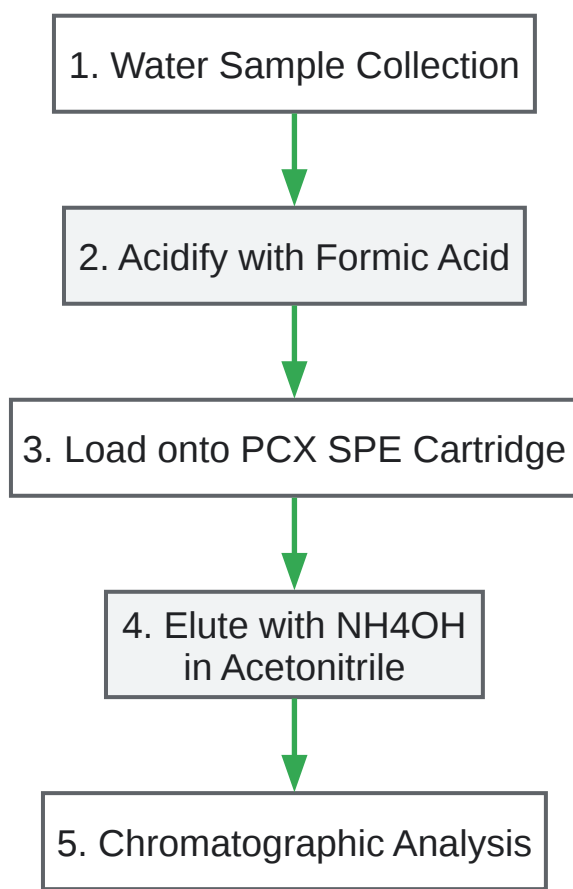 1. Water Sample Collection
2. Acidify with Formic Acid
3. Load onto PCX SPE Cartridge
4. Elute with NH4OH
in Acetonitrile
5. Chromatographic Analysis